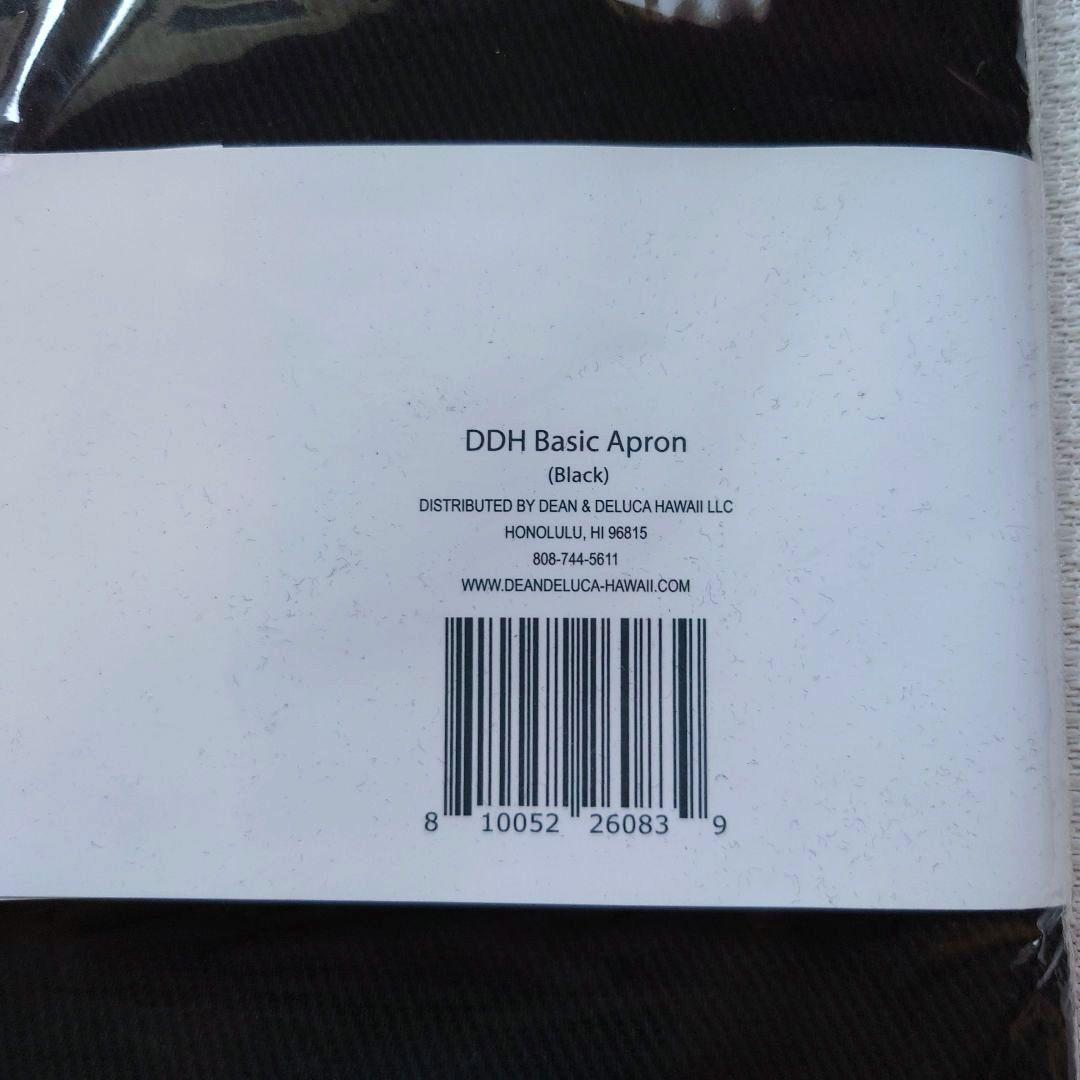 DDH Basic Apron
(Black)
DISTRIBUTED BY DEAN & DELUCA HAWAII LLC
HONOLULU, HI 96815
808-744-5611
WWW.DEANDELUCA-HAWAII.COM
8 10052 26083 9